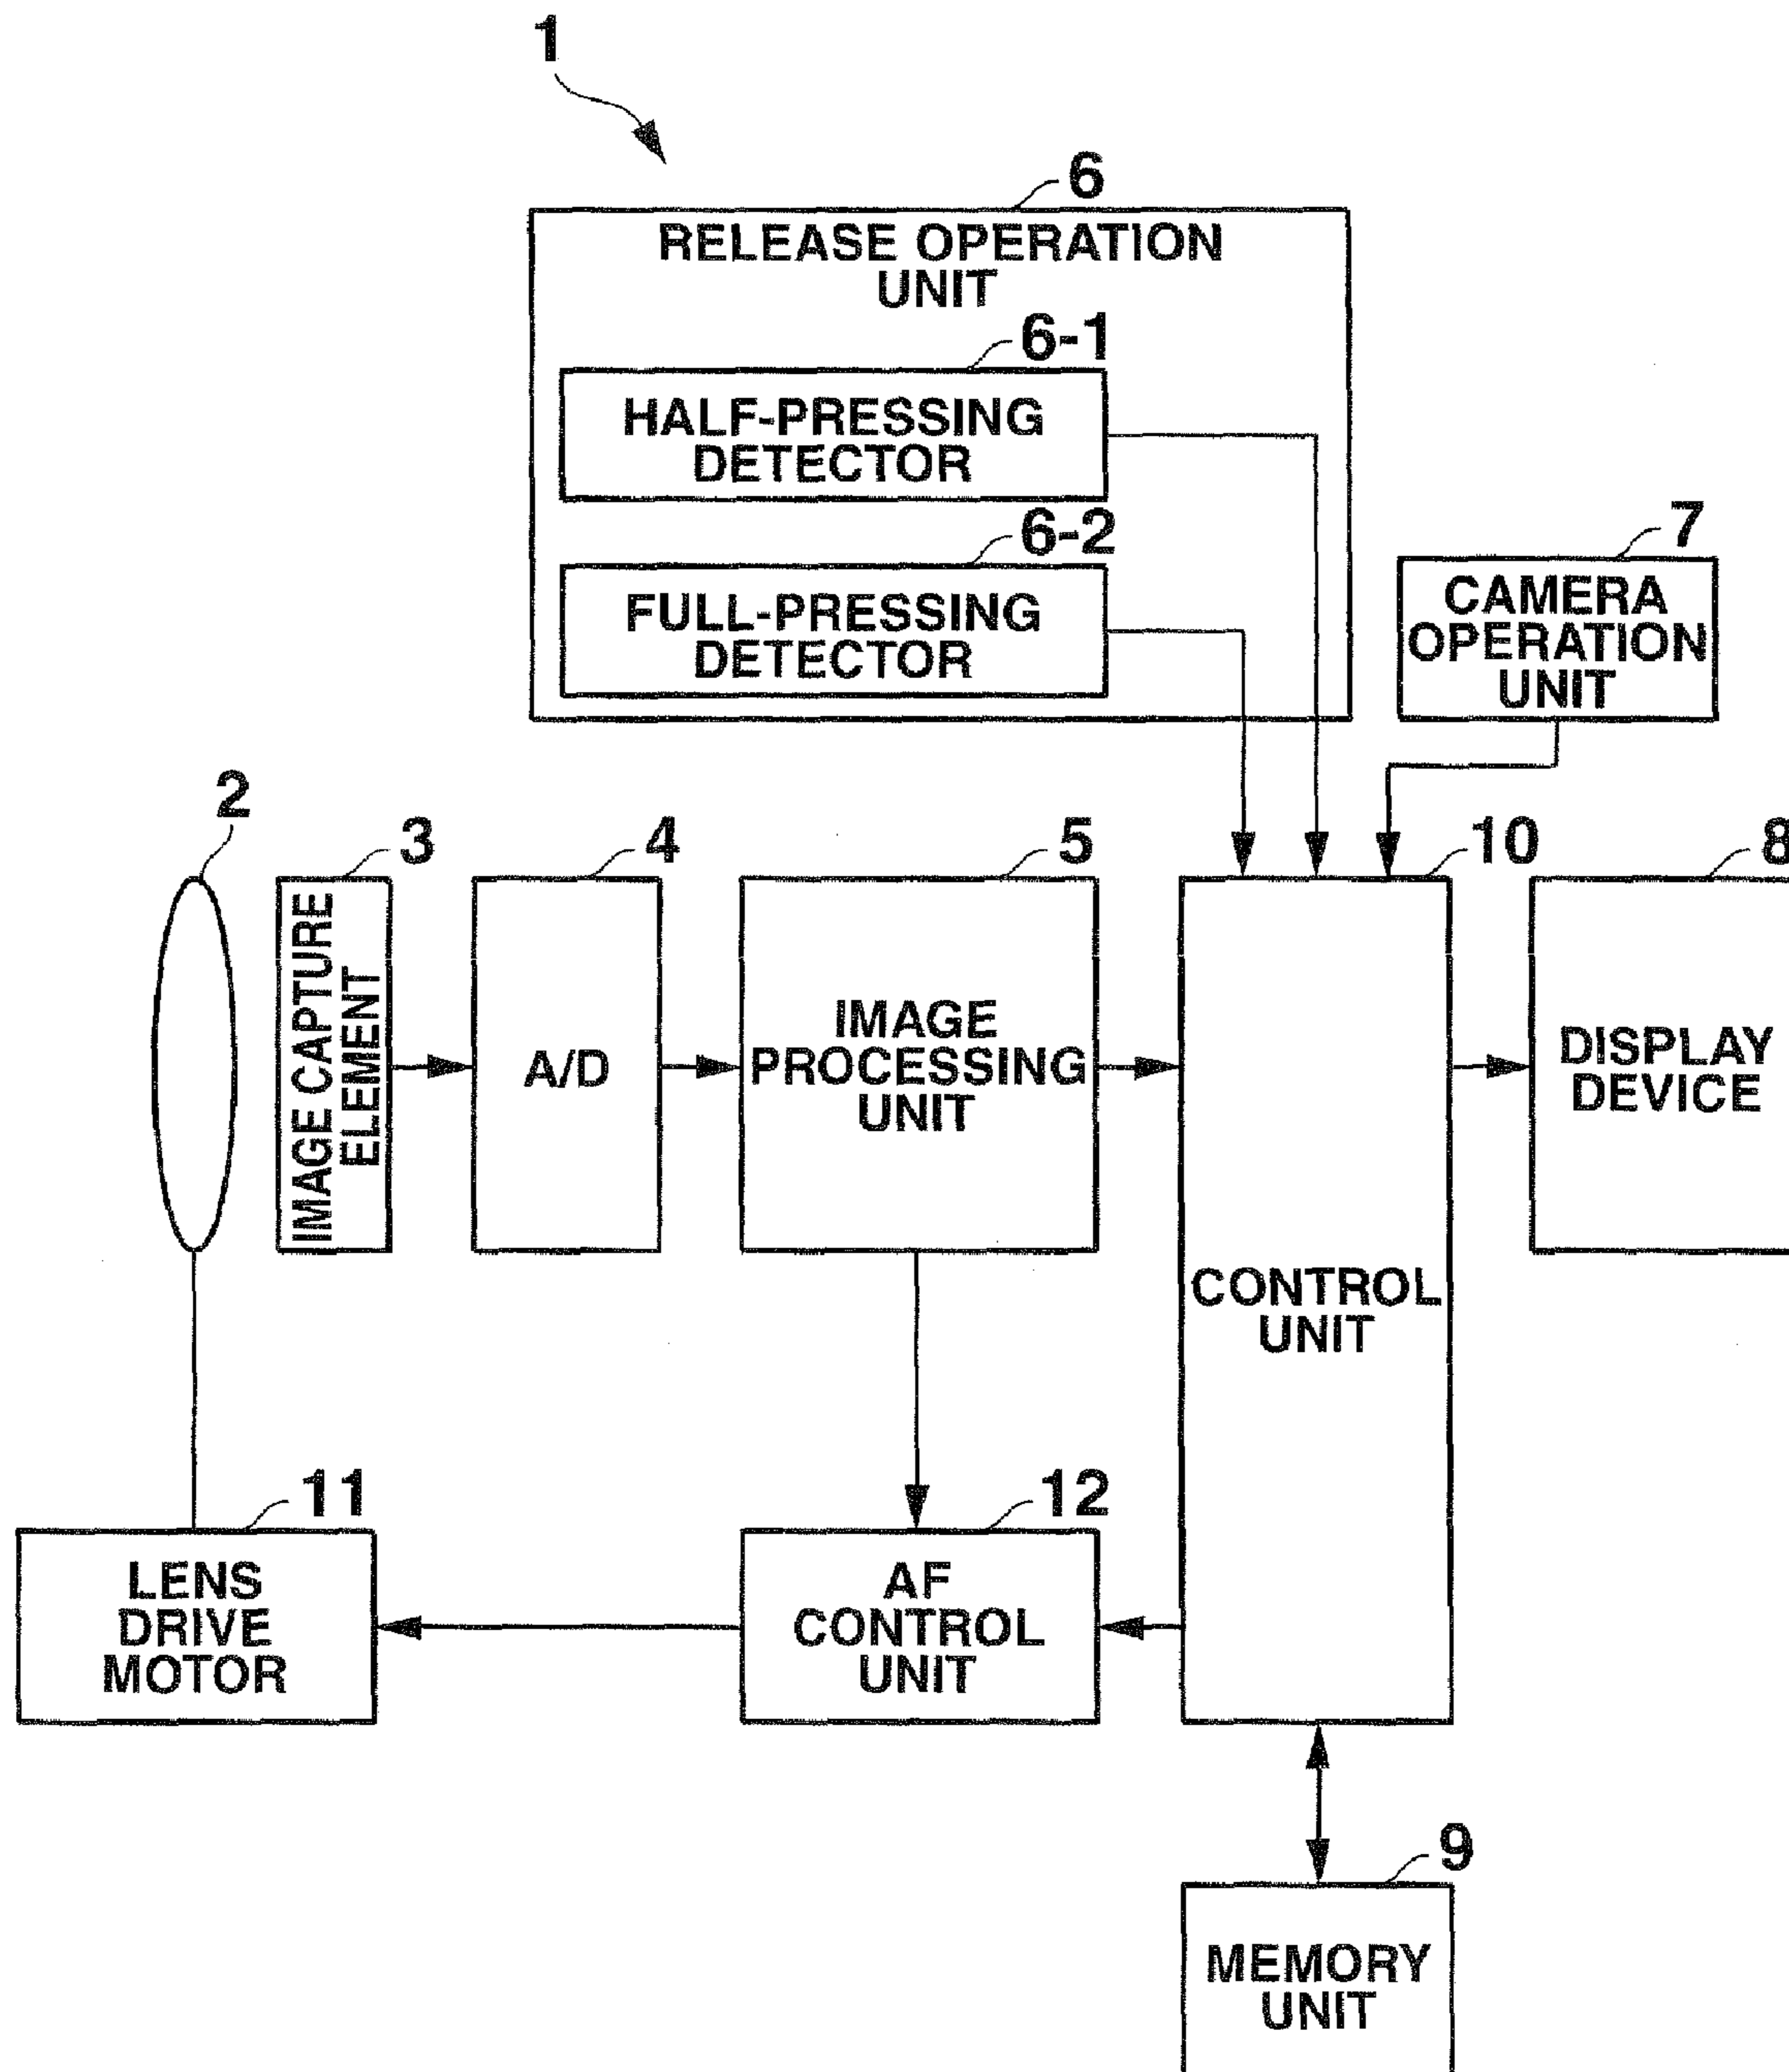 1
6
RELEASE OPERATION
UNIT
6-1
HALF-PRESSING
DETECTOR
6-2
FULL-PRESSING
DETECTOR
7
CAMERA
OPERATION
UNIT
2
3
IMAGE CAPTURE
ELEMENT
4
A/D
5
IMAGE
PROCESSING
UNIT
10
CONTROL
UNIT
8
DISPLAY
DEVICE
11
LENS
DRIVE
MOTOR
12
AF
CONTROL
UNIT
9
MEMORY
UNIT